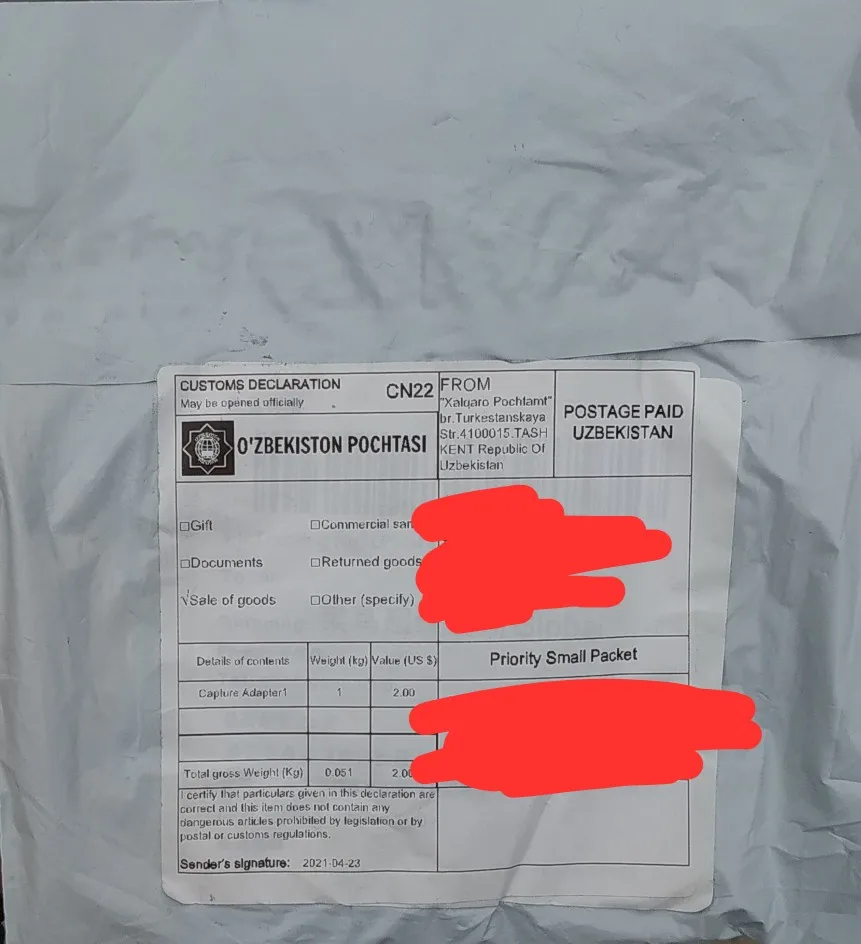 CUSTOMS DECLARATION
May be opened officially
CN22
O'ZBEKISTON POCHTASI
FROM
"Xalqaro Pochtamt"
br.Turkestanskaya
Str.4100015.TASH
KENT Republic Of
Uzbekistan
POSTAGE PAID
UZBEKISTAN
□Gift □Commercial sam
□Documents □Returned goods
√Sale of goods □Other (specify)
Details of contents Weight (kg) Value (US $)
Capture Adapter1 1 2.00
Total gross Weight (Kg) 0.051 2.00
I certify that particulars given in this declaration are
correct and this item does not contain any
dangerous articles prohibited by legislation or by
postal or customs regulations.
Sender's signature: 2021-04-23
Priority Small Packet